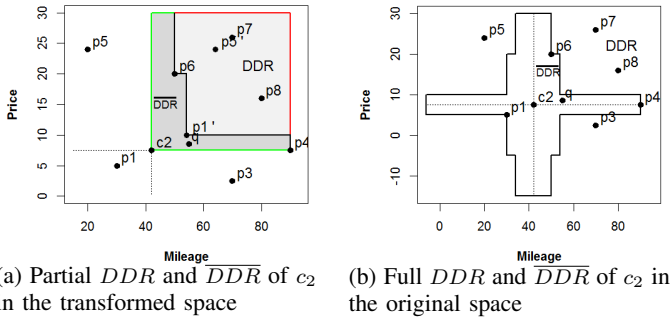 30
25
20
15
10
5
0
Price
p5
p7
p5'
DDR
p6
p8
DDR
p1'
q
c2
p4
p1
p3
20
40
60
80
Mileage
(a) Partial DDR and DDR of c2
in the transformed space
30
20
10
0
-10
Price
p5
p7
p6
DDR
DDR
p8
q
c2
p4
p1
p3
0
20
40
60
80
Mileage
(b) Full DDR and DDR of c2 in
the original space